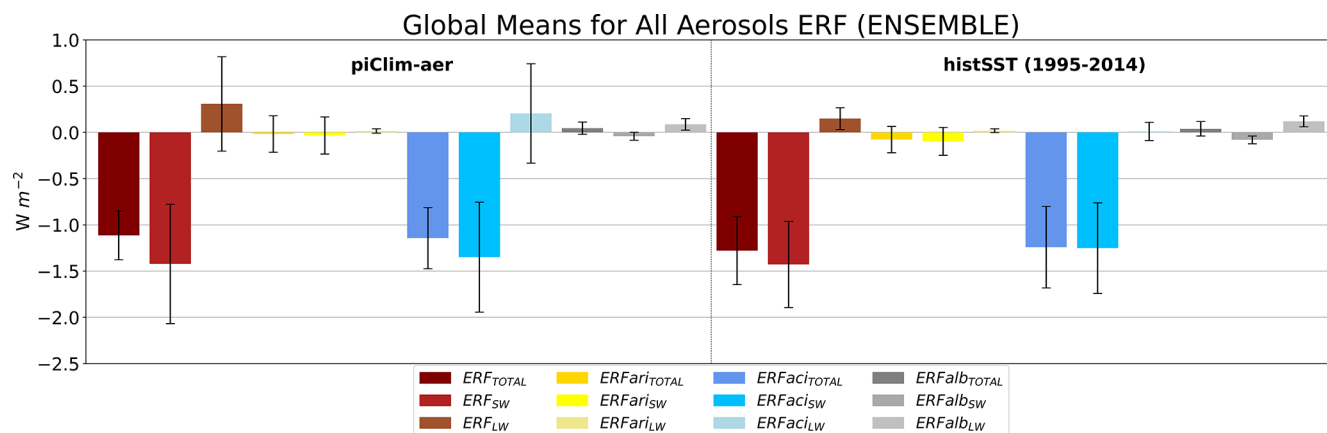 Global Means for All Aerosols ERF (ENSEMBLE)
piClim-aer histSST (1995-2014)
W m⁻²
1.0
0.5
0.0
−0.5
−1.0
−1.5
−2.0
−2.5
ERF_TOTAL ERFari_TOTAL ERFaci_TOTAL ERFalb_TOTAL
ERF_SW ERFari_SW ERFaci_SW ERFalb_SW
ERF_LW ERFari_LW ERFaci_LW ERFalb_LW